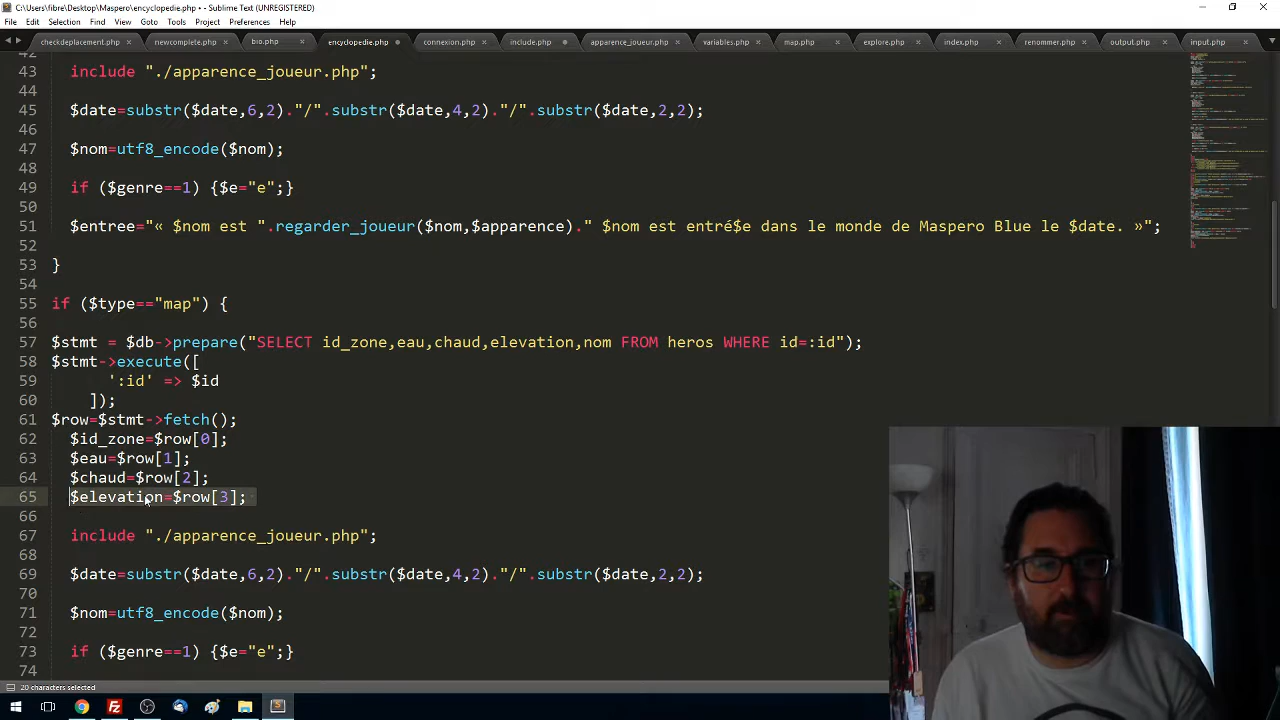 C:\Users\fibre\Desktop\Maspero\encyclopedie.php • - Sublime Text (UNREGISTERED)
File Edit Selection Find View Goto Tools Project Preferences Help
checkdeplacement.php newcomplete.php bio.php encyclopedie.php connexion.php include.php apparence_joueur.php variables.php map.php explore.php index.php renommer.php output.php input.php
42
43 include "./apparence_joueur.php";
44
45 $date=substr($date,6,2)."/".substr($date,4,2)."/".substr($date,2,2);
46
47 $nom=utf8_encode($nom);
48
49 if ($genre==1) {$e="e";}
50
51 $entree="« $nom est ".regarder_joueur($nom,$apparence)." $nom est entré$e dans le monde de Maspero Blue le $date. »";
52
53 }
54
55 if ($type=="map") {
56
57 $stmt = $db->prepare("SELECT id_zone,eau,chaud,elevation,nom FROM heros WHERE id=:id");
58 $stmt->execute([
59 ':id' => $id
60 ]);
61 $row=$stmt->fetch();
62 $id_zone=$row[0];
63 $eau=$row[1];
64 $chaud=$row[2];
65 $elevation=$row[3];
66
67 include "./apparence_joueur.php";
68
69 $date=substr($date,6,2)."/".substr($date,4,2)."/".substr($date,2,2);
70
71 $nom=utf8_encode($nom);
72
73 if ($genre==1) {$e="e";}
74
20 characters selected